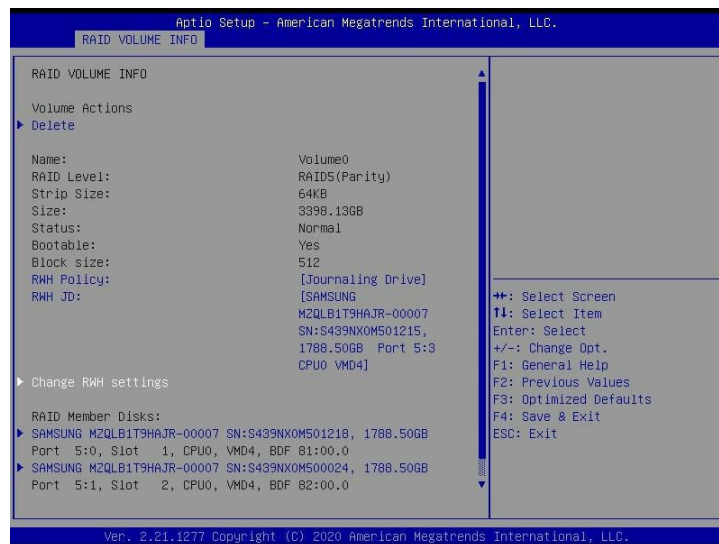 Aptio Setup – American Megatrends International, LLC.
RAID VOLUME INFO
RAID VOLUME INFO
Volume Actions
Delete
Name: Volume0
RAID Level: RAID5(Parity)
Strip Size: 64KB
Size: 3398.13GB
Status: Normal
Bootable: Yes
Block size: 512
RWH Policy: [Journaling Drive]
RWH JD: [SAMSUNG
MZQLB1T9HAJR-00007
SN:S439NX0M501215,
1788.50GB Port 5:3
CPU0 VMD4]
Change RWH settings
RAID Member Disks:
SAMSUNG MZQLB1T9HAJR-00007 SN:S439NX0M501218, 1788.50GB
Port 5:0, Slot 1, CPU0, VMD4, BDF 81:00.0
SAMSUNG MZQLB1T9HAJR-00007 SN:S439NX0M500024, 1788.50GB
Port 5:1, Slot 2, CPU0, VMD4, BDF 82:00.0
→←: Select Screen
↑↓: Select Item
Enter: Select
+/-: Change Opt.
F1: General Help
F2: Previous Values
F3: Optimized Defaults
F4: Save & Exit
ESC: Exit
Ver. 2.21.1277 Copyright (C) 2020 American Megatrends International, LLC.